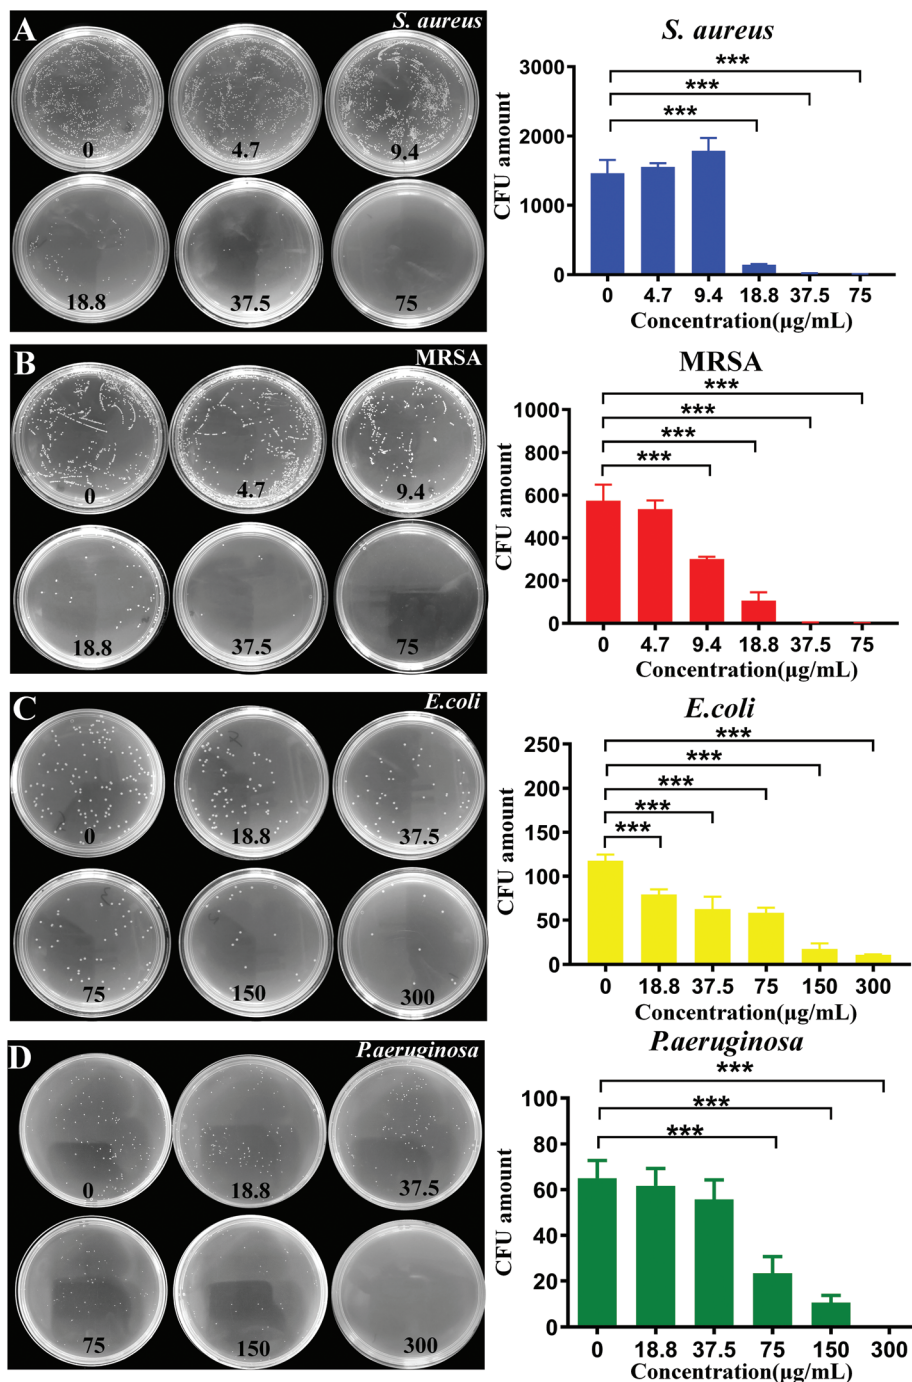 A
S. aureus
0
4.7
9.4
18.8
37.5
75
S. aureus
CFU amount
3000
2000
1000
0
***
***
***
0 4.7 9.4 18.8 37.5 75
Concentration(μg/mL)
B
MRSA
0
4.7
9.4
18.8
37.5
75
MRSA
CFU amount
1000
800
600
400
200
0
***
***
***
***
0 4.7 9.4 18.8 37.5 75
Concentration(μg/mL)
C
E.coli
0
18.8
37.5
75
150
300
E.coli
CFU amount
250
200
150
100
50
0
***
***
***
***
***
0 18.8 37.5 75 150 300
Concentration(μg/mL)
D
P.aeruginosa
0
18.8
37.5
75
150
300
P.aeruginosa
CFU amount
100
80
60
40
20
0
***
***
***
0 18.8 37.5 75 150 300
Concentration(μg/mL)